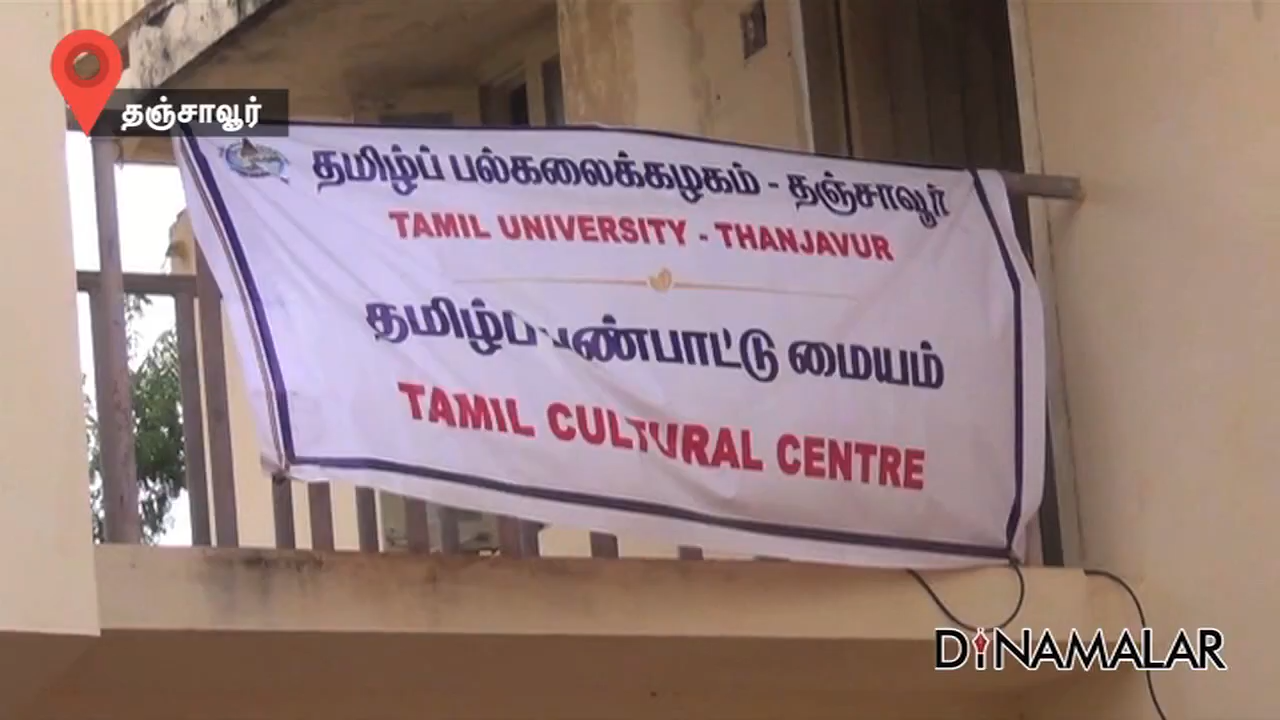 தஞ்சாவூர்
தமிழ்ப் பல்கலைக்கழகம் - தஞ்சாவூர்
TAMIL UNIVERSITY - THANJAVUR
தமிழ்ப்பண்பாட்டு மையம்
TAMIL CULTURAL CENTRE
DINAMALAR